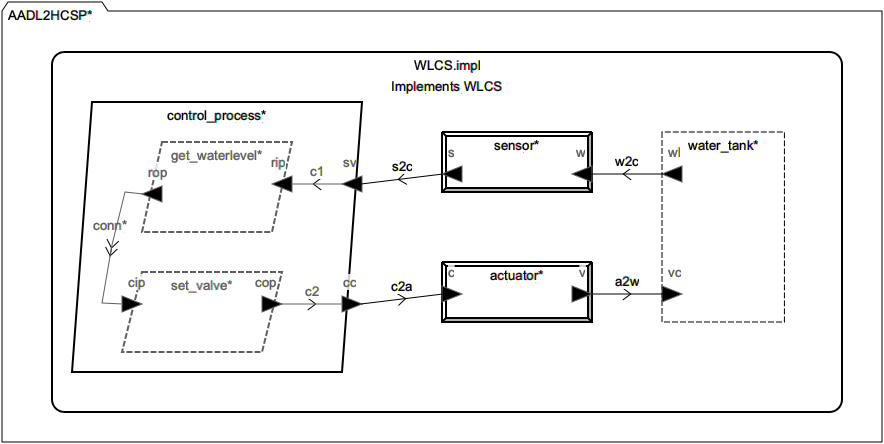 AADL2HCSP*
WLCS.impl
Implements WLCS
control_process*
get_waterlevel*
rop
rip
c1
sv
s2c
s
sensor*
w
w2c
wl
water_tank*
conn*
cip
set_valve*
cop
c2
cc
c2a
c
actuator*
v
a2w
vc